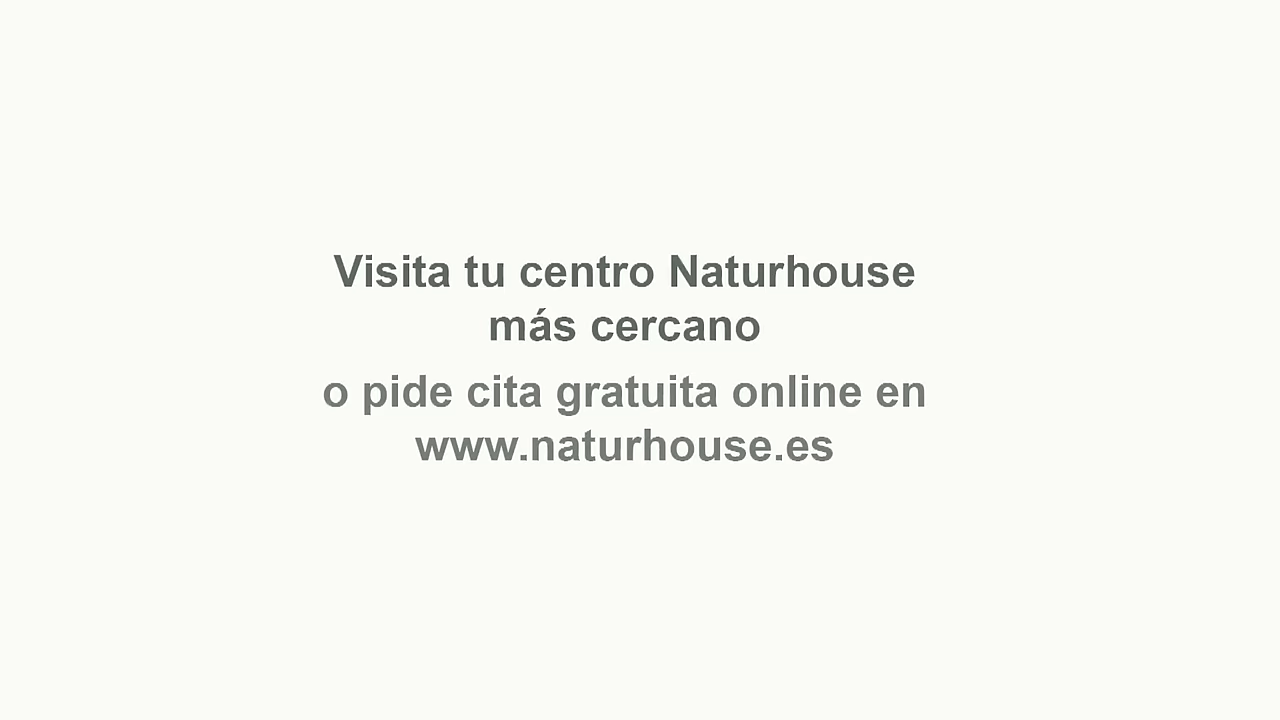 Visita tu centro Naturhouse
más cercano
o pide cita gratuita online en
www.naturhouse.es